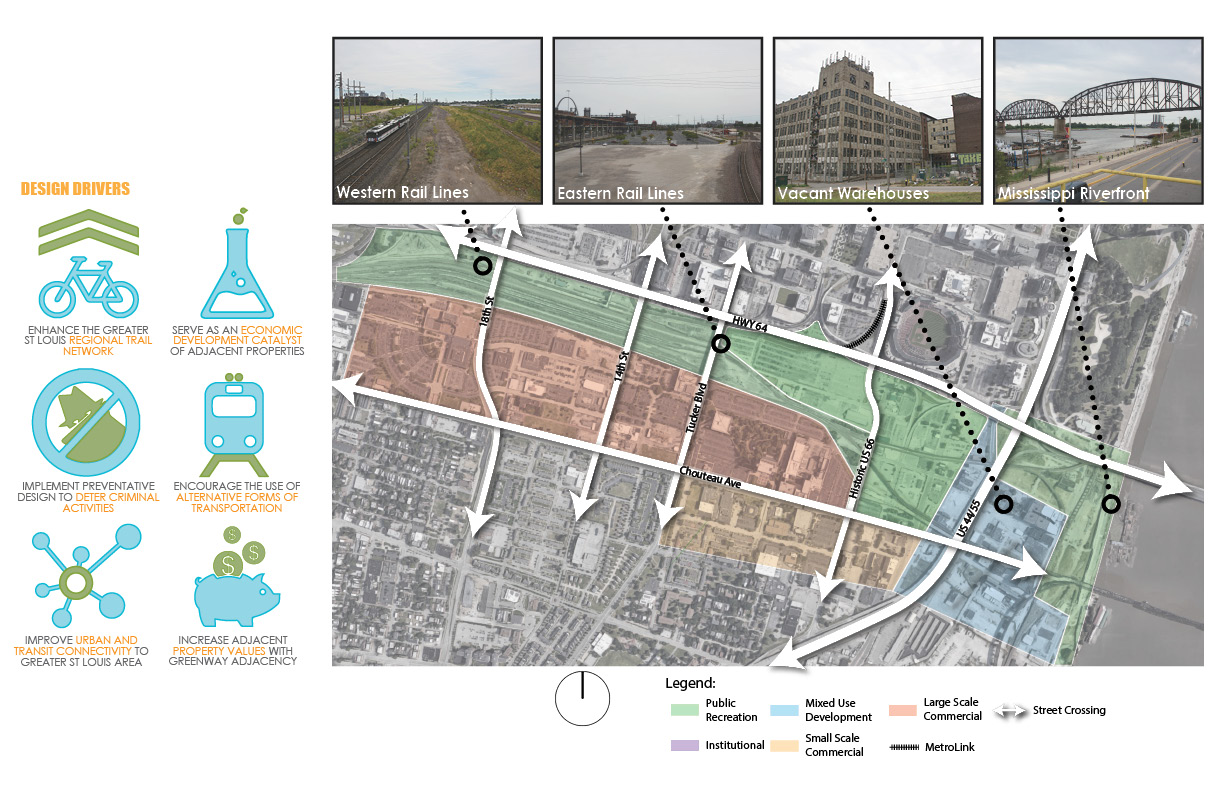 Western Rail Lines
Eastern Rail Lines
Vacant Warehouses
Mississippi Riverfront
DESIGN DRIVERS
ENHANCE THE GREATER
ST LOUIS REGIONAL TRAIL
NETWORK
SERVE AS AN ECONOMIC
DEVELOPMENT CATALYST
OF ADJACENT PROPERTIES
IMPLEMENT PREVENTATIVE
DESIGN TO DETER CRIMINAL
ACTIVITIES
ENCOURAGE THE USE OF
ALTERNATIVE FORMS OF
TRANSPORTATION
$
$
$
IMPROVE URBAN AND
TRANSIT CONNECTIVITY TO
GREATER ST LOUIS AREA
INCREASE ADJACENT
PROPERTY VALUES WITH
GREENWAY ADJACENCY
18th St
14th St
Tucker Blvd
HWY 64
Historic US 66
Chouteau Ave
US 44/55
Legend:
Public
Recreation
Mixed Use
Development
Large Scale
Commercial
Street Crossing
Institutional
Small Scale
Commercial
MetroLink